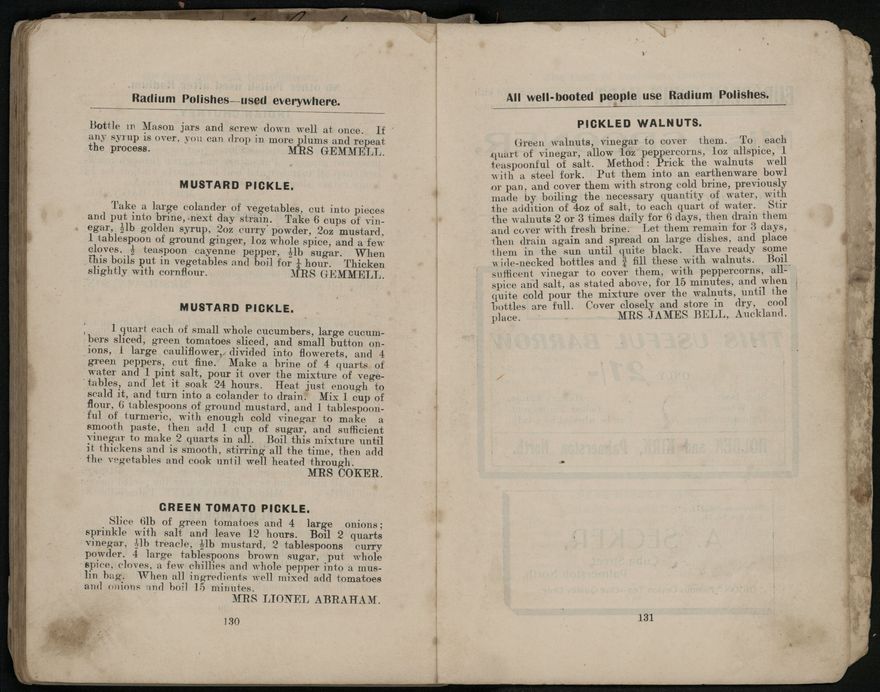 Radium Polishes—used everywhere.
Bottle in Mason jars and screw down well at once. If
any syrup is over, you can drop in more plums and repeat
the process. MRS GEMMELL.
MUSTARD PICKLE.
Take a large colander of vegetables, cut into pieces
and put into brine, next day strain. Take 6 cups of vin-
egar, ½lb golden syrup, 2oz curry powder, 2oz mustard,
1 tablespoon of ground ginger, 1oz whole spice, and a few
cloves, ½ teaspoon cayenne pepper, ½lb sugar. When
this boils put in vegetables and boil for ½ hour. Thicken
slightly with cornflour. MRS GEMMELL.
MUSTARD PICKLE.
1 quart each of small whole cucumbers, large cucum-
bers sliced, green tomatoes sliced, and small button on-
ions, 1 large cauliflower, divided into flowerets, and 4
green peppers, cut fine. Make a brine of 4 quarts of
water and 1 pint salt, pour it over the mixture of vege-
tables, and let it soak 24 hours. Heat just enough to
scald it, and turn into a colander to drain. Mix 1 cup of
flour, 6 tablespoons of ground mustard, and 1 tablespoon-
ful of turmeric, with enough cold vinegar to make a
smooth paste, then add 1 cup of sugar, and sufficient
vinegar to make 2 quarts in all. Boil this mixture until
it thickens and is smooth, stirring all the time, then add
the vegetables and cook until well heated through.
MRS COKER.
GREEN TOMATO PICKLE.
Slice 6lb of green tomatoes and 4 large onions;
sprinkle with salt and leave 12 hours. Boil 2 quarts
vinegar, ½lb treacle, ½lb mustard, 2 tablespoons curry
powder, 4 large tablespoons brown sugar, put whole
spice, cloves, a few chillies and whole pepper into a mus-
lin bag. When all ingredients well mixed add tomatoes
and onions and boil 15 minutes.
MRS LIONEL ABRAHAM.
130
All well-booted people use Radium Polishes.
PICKLED WALNUTS.
Green walnuts, vinegar to cover them. To each
quart of vinegar, allow 1oz peppercorns, 1oz allspice, 1
teaspoonful of salt. Method: Prick the walnuts well
with a steel fork. Put them into an earthenware bowl
or pan, and cover them with strong cold brine, previously
made by boiling the necessary quantity of water, with
the addition of 4oz of salt, to each quart of water. Stir
the walnuts 2 or 3 times daily for 6 days, then drain them
and cover with fresh brine. Let them remain for 3 days,
then drain again and spread on large dishes, and place
them in the sun until quite black. Have ready some
wide-necked bottles and ¾ fill these with walnuts. Boil
sufficent vinegar to cover them, with peppercorns, all-
spice and salt, as stated above, for 15 minutes, and when
quite cold pour the mixture over the walnuts, until the
bottles are full. Cover closely and store in dry, cool
place. MRS JAMES BELL, Auckland.
131